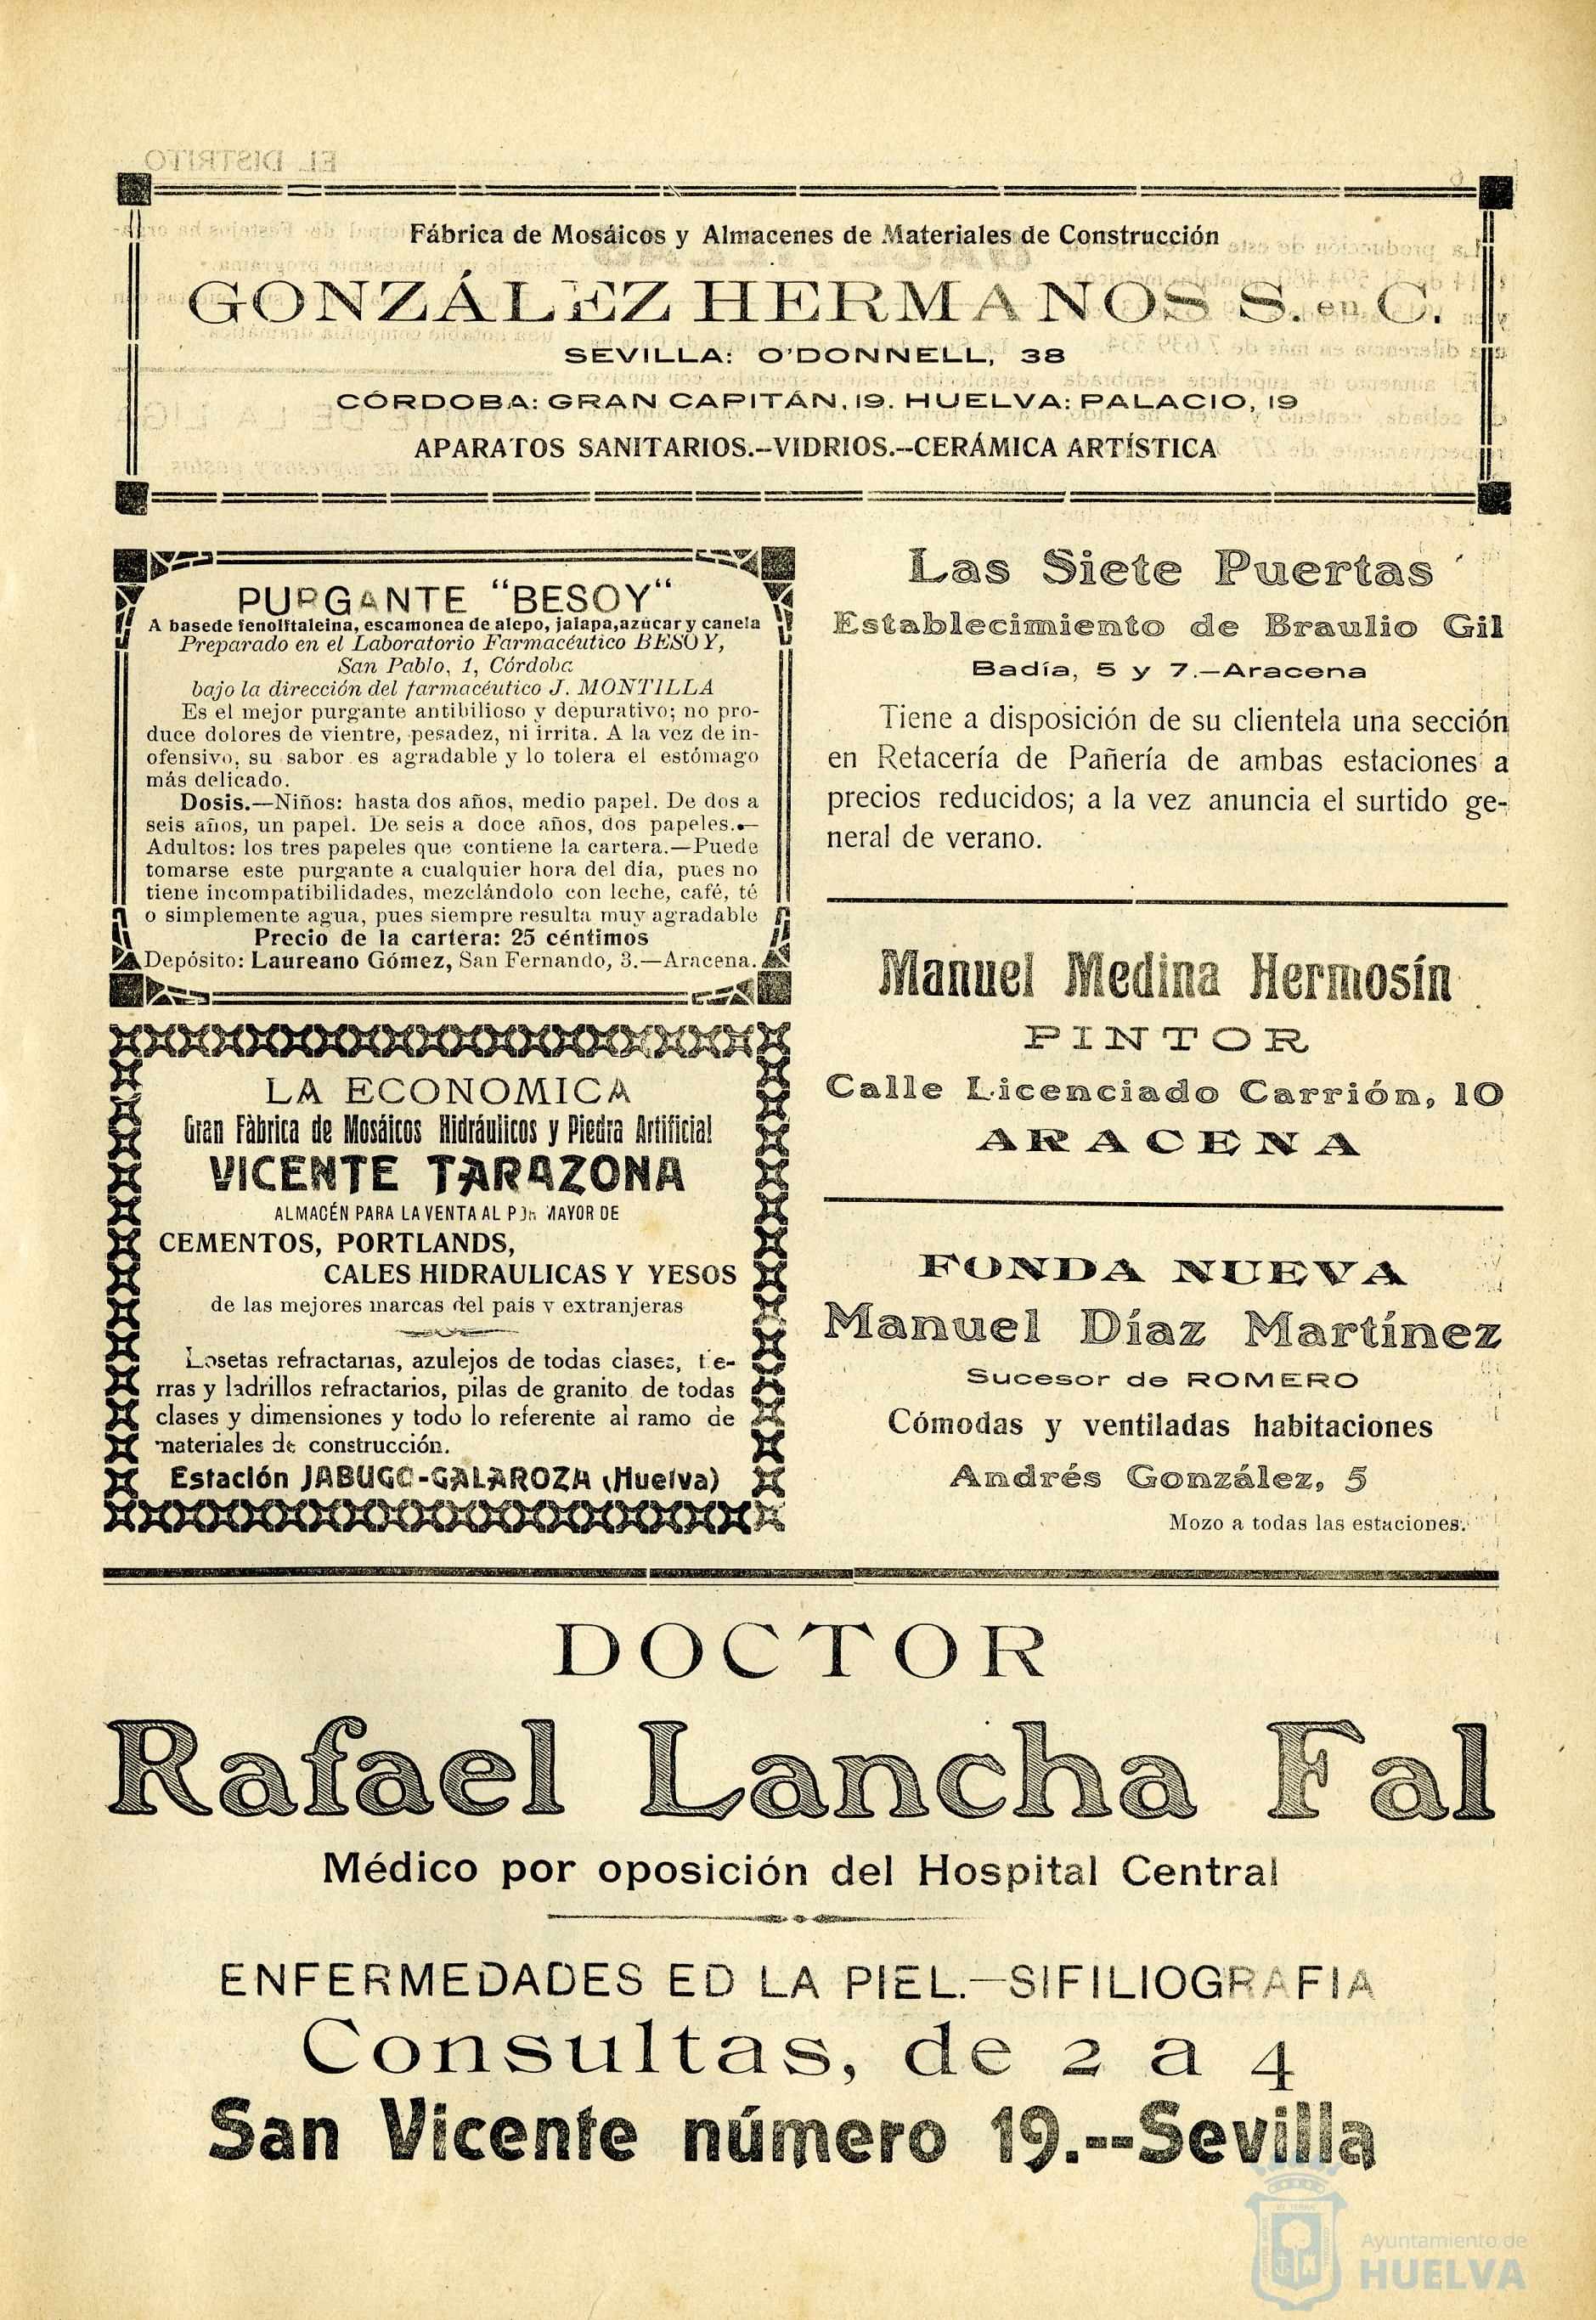 Fábrica de Mosáicos y Almacenes de Materiales de Construcción
GONZÁLEZ HERMANOS S. en C.
SEVILLA: O'DONNELL, 38
CÓRDOBA: GRAN CAPITÁN, 19. HUELVA: PALACIO, 19
APARATOS SANITARIOS.--VIDRIOS.--CERÁMICA ARTÍSTICA
PURGANTE "BESOY"
A basede fenolftaleina, escamonea de alepo, jalapa, azúcar y canela
Preparado en el Laboratorio Farmacéutico BESOY,
San Pablo, 1, Córdoba
bajo la dirección del farmacéutico J. MONTILLA
Es el mejor purgante antibilioso y depurativo; no pro-
duce dolores de vientre, pesadez, ni irrita. A la vez de in-
ofensivo, su sabor es agradable y lo tolera el estómago
más delicado.
Dosis.—Niños: hasta dos años, medio papel. De dos a
seis años, un papel. De seis a doce años, dos papeles.—
Adultos: los tres papeles que contiene la cartera.—Puede
tomarse este purgante a cualquier hora del día, pues no
tiene incompatibilidades, mezclándolo con leche, café, té
o simplemente agua, pues siempre resulta muy agradable
Precio de la cartera: 25 céntimos
Depósito: Laureano Gómez, San Fernando, 3.—Aracena.
LA ECONOMICA
Gran Fàbrica de Mosáicos Hidráulicos y Piedra Artificial
VICENTE TARAZONA
ALMACÉN PARA LA VENTA AL POR MAYOR DE
CEMENTOS, PORTLANDS,
CALES HIDRAULICAS Y YESOS
de las mejores marcas del país y extranjeras
Losetas refractarias, azulejos de todas clases, tie-
rras y ladrillos refractarios, pilas de granito de todas
clases y dimensiones y todo lo referente al ramo de
materiales de construcción.
Estación JABUGO-GALAROZA (Huelva)
Las Siete Puertas
Establecimiento de Braulio Gil
Badía, 5 y 7.—Aracena
Tiene a disposición de su clientela una sección
en Retacería de Pañería de ambas estaciones a
precios reducidos; a la vez anuncia el surtido ge-
neral de verano.
Manuel Medina Hermosín
PINTOR
Calle Licenciado Carrión, 10
ARACENA
FONDA NUEVA
Manuel Díaz Martínez
Sucesor de ROMERO
Cómodas y ventiladas habitaciones
Andrés González, 5
Mozo a todas las estaciones.
DOCTOR
Rafael Lancha Fal
Médico por oposición del Hospital Central
ENFERMEDADES ED LA PIEL.—SIFILIOGRAFIA
Consultas, de 2 a 4
San Vicente número 19.--Sevilla
Ayuntamiento de
HUELVA